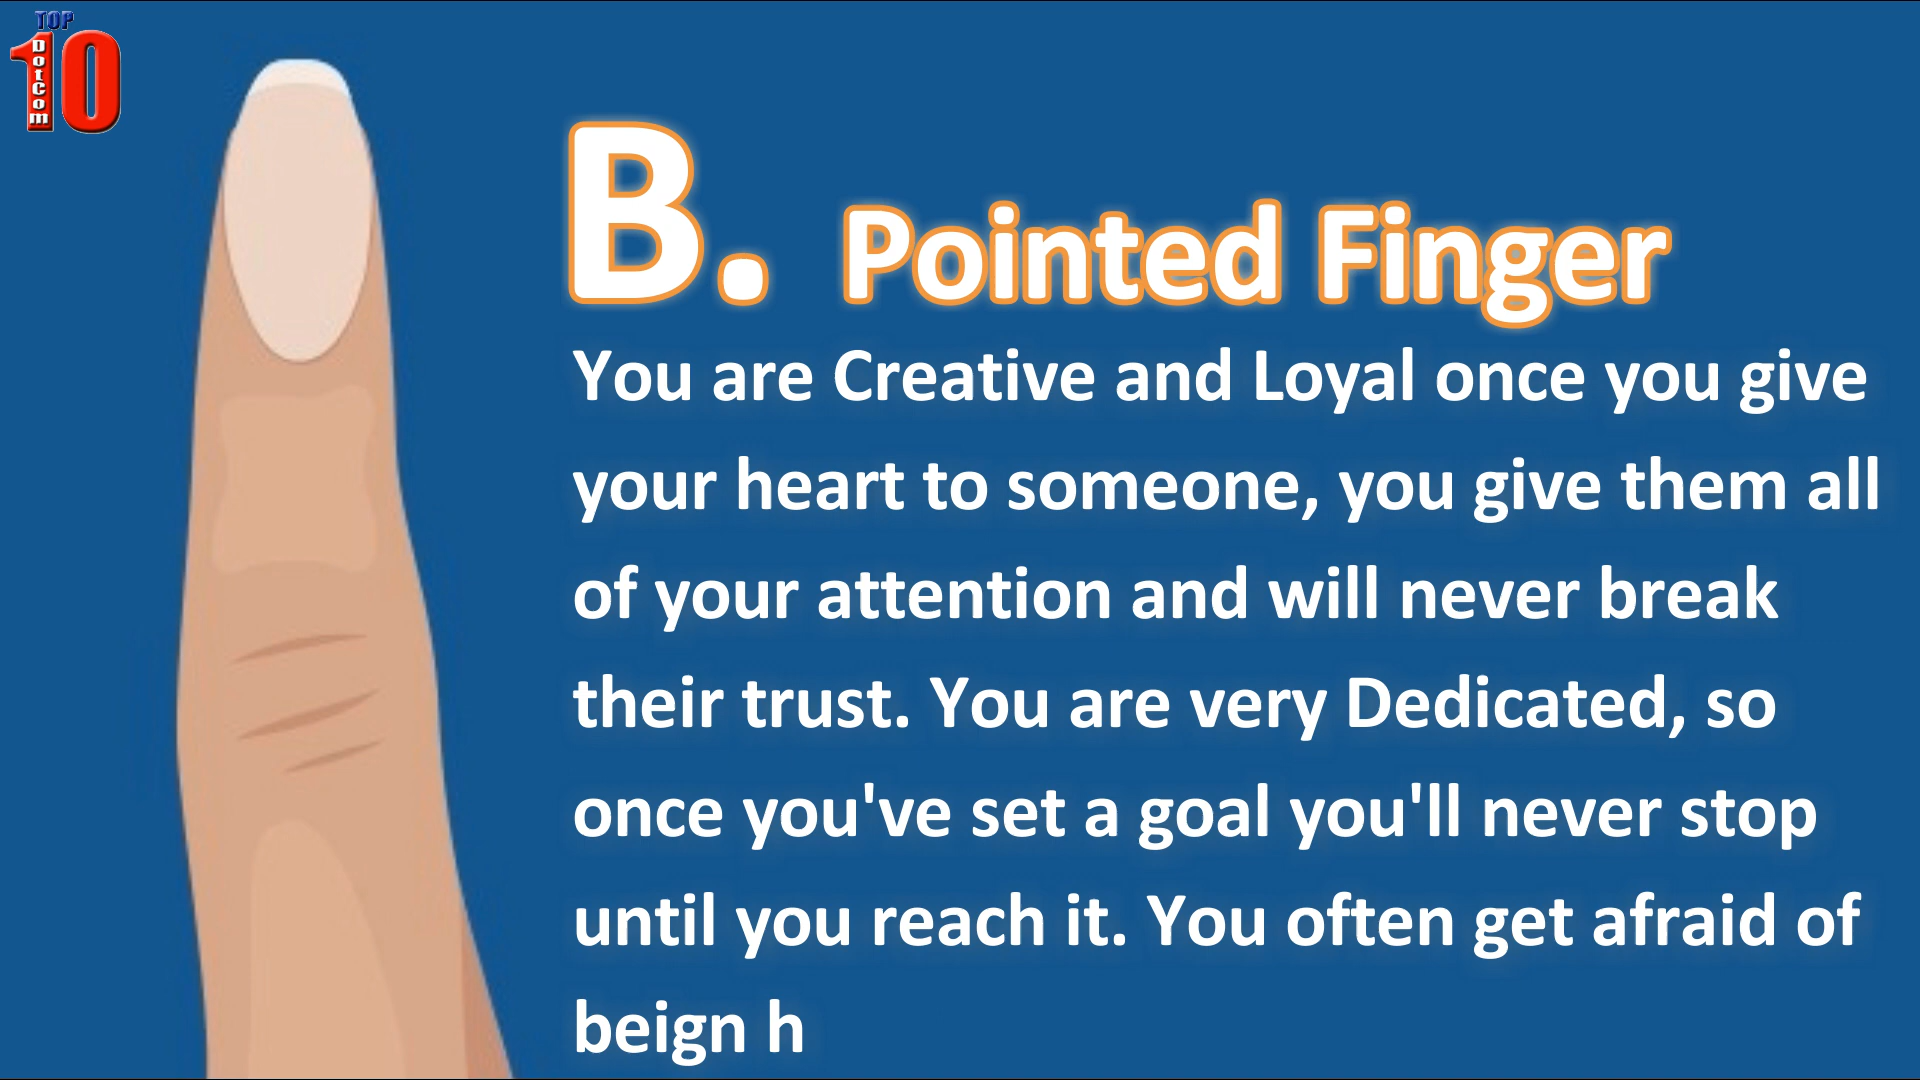 TOP
10
DotCom
B. Pointed Finger
You are Creative and Loyal once you give
your heart to someone, you give them all
of your attention and will never break
their trust. You are very Dedicated, so
once you've set a goal you'll never stop
until you reach it. You often get afraid of
beign h